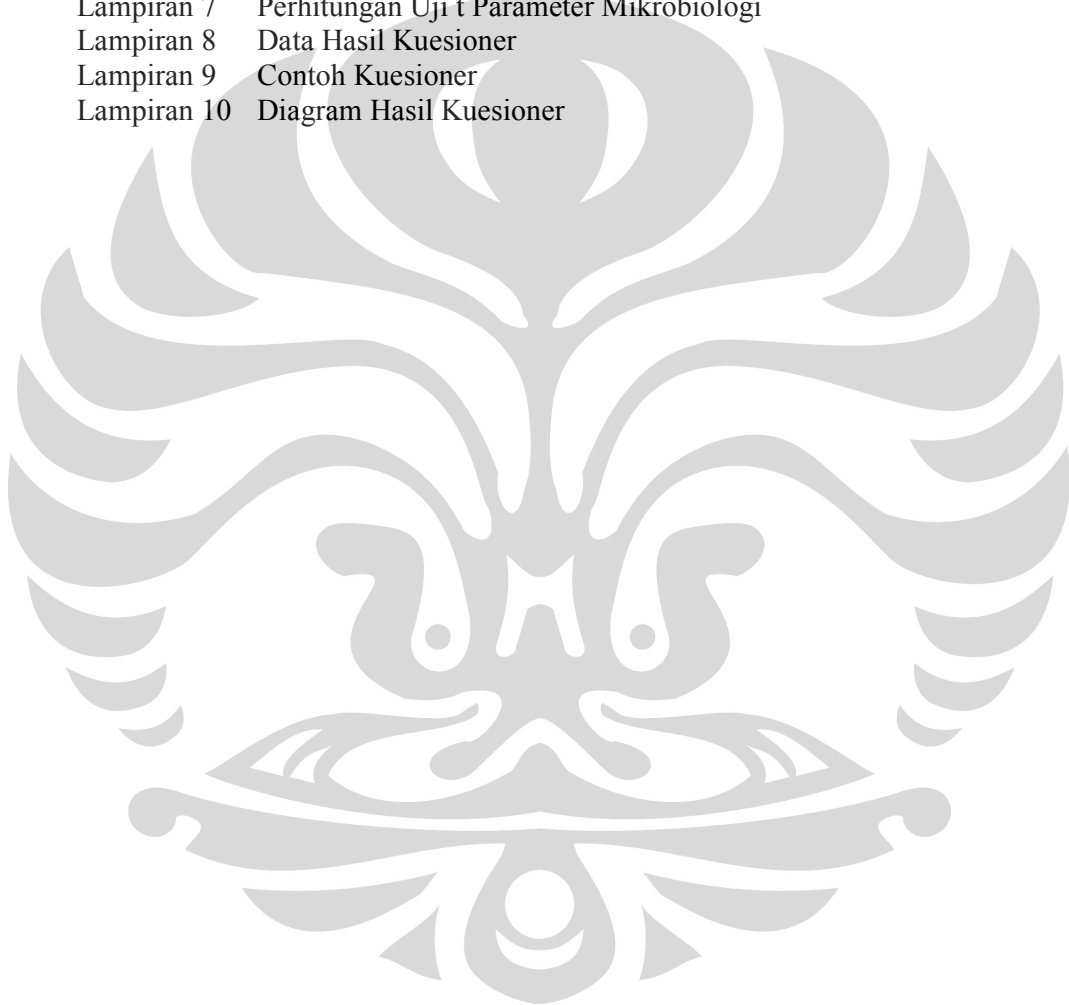 Lampiran 7 Perhitungan Uji t Parameter Mikrobiologi
Lampiran 8 Data Hasil Kuesioner
Lampiran 9 Contoh Kuesioner
Lampiran 10 Diagram Hasil Kuesioner